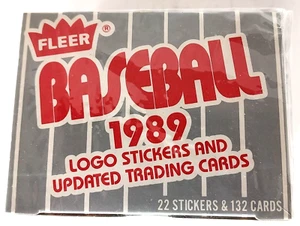 FLEER®
BASEBALL
1989
LOGO STICKERS AND
UPDATED TRADING CARDS
22 STICKERS & 132 CARDS